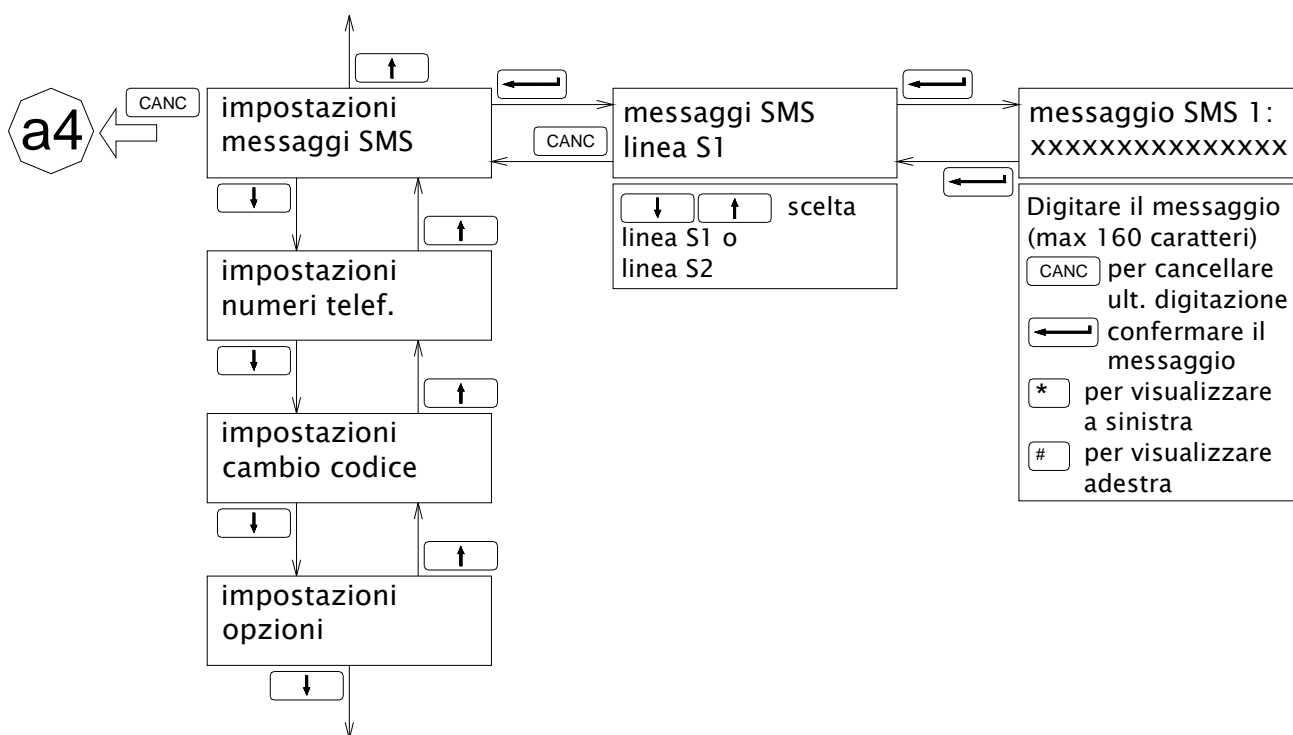 a4
CANC
impostazioni
messaggi SMS
CANC
messaggi SMS
linea S1
messaggio SMS 1:
xxxxxxxxxxxxxxx
scelta
linea S1 o
linea S2
Digitare il messaggio
(max 160 caratteri)
CANC per cancellare
ult. digitazione
confermare il
messaggio
* per visualizzare
a sinistra
# per visualizzare
adestra
impostazioni
numeri telef.
impostazioni
cambio codice
impostazioni
opzioni